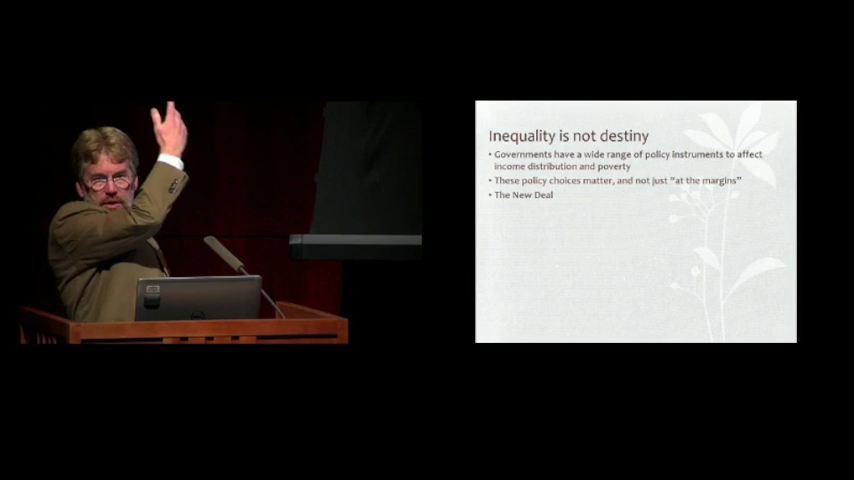 Inequality is not destiny
• Governments have a wide range of policy instruments to affect
income distribution and poverty
• These policy choices matter, and not just “at the margins”
• The New Deal